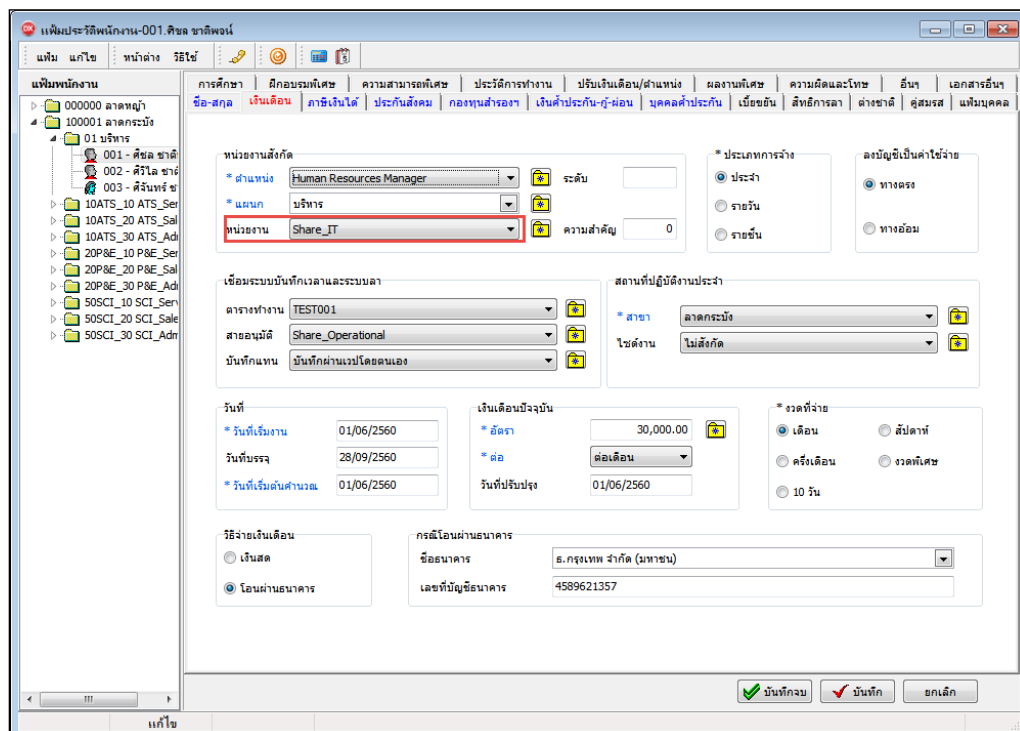 แฟ้มประวัติพนักงาน-001.ศิชล ชาติพจน์
แฟ้ม แก้ไข หน้าต่าง วิธีใช้
แฟ้มพนักงาน
000000 ลาดหญ้า
100001 ลาดกระบัง
01 บริหาร
001 - ศิชล ชาติ
002 - ศิวิไล ชาติ
003 - ศิจันทร์ ช
10ATS_10 ATS_Ser
10ATS_20 ATS_Sal
10ATS_30 ATS_Adr
20P&E_10 P&E_Ser
20P&E_20 P&E_Sal
20P&E_30 P&E_Adr
50SCI_10 SCI_Serv
50SCI_20 SCI_Sale
50SCI_30 SCI_Adm
การศึกษา ฝึกอบรมพิเศษ ความสามารถพิเศษ ประวัติการทำงาน ปรับเงินเดือน/ตำแหน่ง ผลงานพิเศษ ความผิดและโทษ อื่นๆ เอกสารอื่นๆ
ชื่อ-สกุล เงินเดือน ภาษีเงินได้ ประกันสังคม กองทุนสำรองฯ เงินค้ำประกัน-กู้-ผ่อน บุคคลค้ำประกัน เบี้ยขยัน สิทธิการลา ต่างชาติ คู่สมรส แฟ้มบุคคล
หน่วยงานสังกัด
* ตำแหน่ง Human Resources Manager ระดับ
* แผนก บริหาร
หน่วยงาน Share_IT ความสำคัญ 0
* ประเภทการจ้าง
ประจำ
รายวัน
รายชิ้น
ลงบัญชีเป็นค่าใช้จ่าย
ทางตรง
ทางอ้อม
เชื่อมระบบบันทึกเวลาและระบบลา
ตารางทำงาน TEST001
สายอนุมัติ Share_Operational
บันทึกแทน บันทึกผ่านเวปโดยตนเอง
สถานที่ปฏิบัติงานประจำ
* สาขา ลาดกระบัง
ไซด์งาน ไม่สังกัด
วันที่
* วันที่เริ่มงาน 01/06/2560
วันที่บรรจุ 28/09/2560
* วันที่เริ่มต้นคำนวณ 01/06/2560
เงินเดือนปัจจุบัน
* อัตรา 30,000.00
* ต่อ ต่อเดือน
วันที่ปรับปรุง 01/06/2560
* งวดที่จ่าย
เดือน สัปดาห์
ครึ่งเดือน งวดพิเศษ
10 วัน
วิธีจ่ายเงินเดือน
เงินสด
โอนผ่านธนาคาร
กรณีโอนผ่านธนาคาร
ชื่อธนาคาร ธ.กรุงเทพ จำกัด (มหาชน)
เลขที่บัญชีธนาคาร 4589621357
บันทึกจบ บันทึก ยกเลิก
แก้ไข